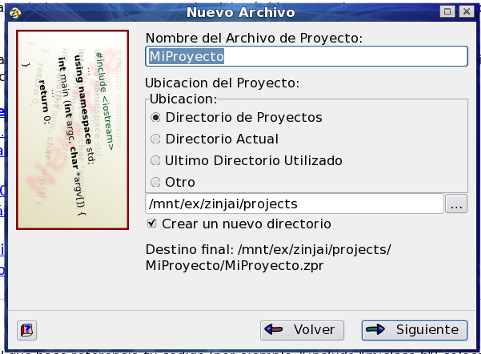 Nuevo Archivo
Nombre del Archivo de Proyecto:
MiProyecto
Ubicacion del Proyecto:
Ubicacion:
Directorio de Proyectos
Directorio Actual
Ultimo Directorio Utilizado
Otro
/mnt/ex/zinjai/projects
...
Crear un nuevo directorio
Destino final: /mnt/ex/zinjai/projects/
MiProyecto/MiProyecto.zpr
#include <iostream>
using namespace std;
int main (int argc, char *argv[]) {
return 0;
Volver
Siguiente